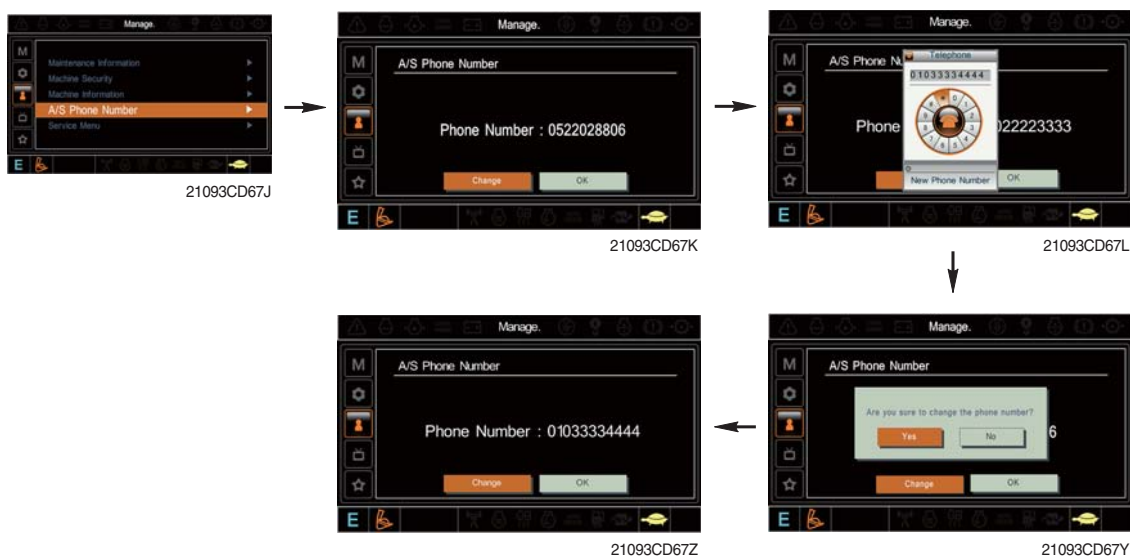 Manage.
M
Maintenance Information
Machine Security
Machine Information
A/S Phone Number
Service Menu
E
21093CD67J
Manage.
M
A/S Phone Number
Phone Number : 0522028806
Change
OK
E
21093CD67K
Manage.
M
A/S Phone Nu
Telephone
01033334444
Phone
022223333
New Phone Number
OK
E
21093CD67L
Manage.
M
A/S Phone Number
Phone Number : 01033334444
Change
OK
E
21093CD67Z
Manage.
M
A/S Phone Number
Are you sure to change the phone number?
Yes
No
6
Change
OK
E
21093CD67Y